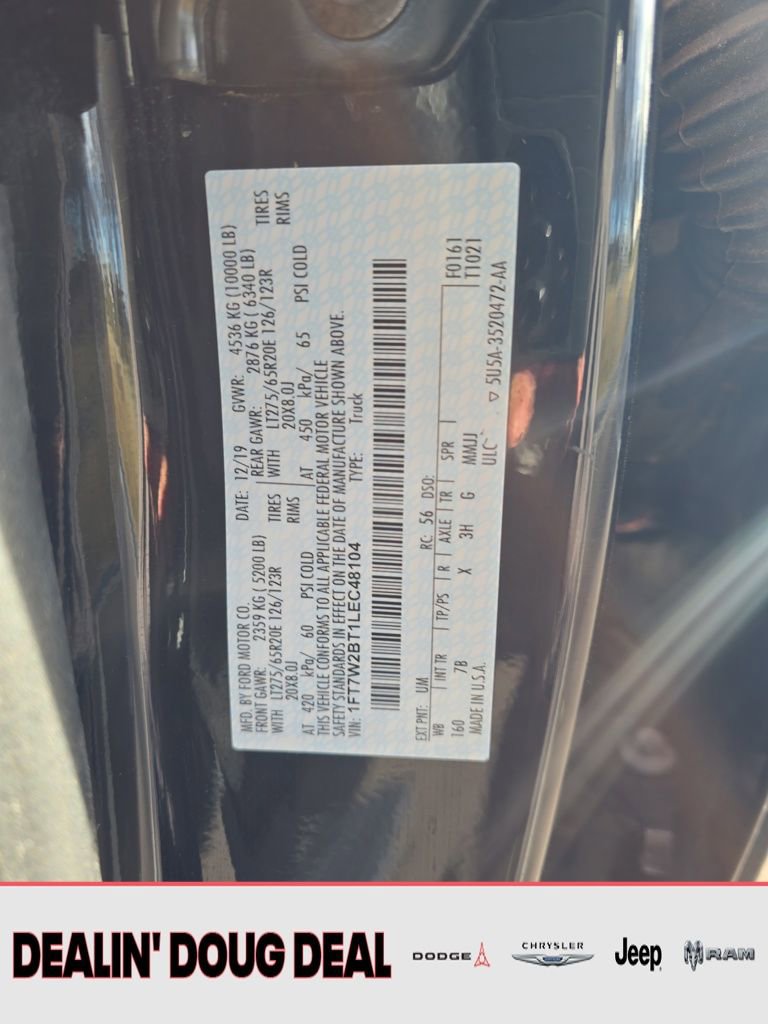 MFD. BY FORD MOTOR CO.
DATE: 12/19 GVWR: 4536 KG (10000 LB)
FRONT GAWR: 2359 KG ( 5200 LB) REAR GAWR: 2876 KG ( 6340 LB)
WITH LT275/65R20E 126/123R TIRES WITH LT275/65R20E 126/123R TIRES
20X8.0J RIMS 20X8.0J RIMS
AT 420 kPa/ 60 PSI COLD AT 450 kPa/ 65 PSI COLD
THIS VEHICLE CONFORMS TO ALL APPLICABLE FEDERAL MOTOR VEHICLE
SAFETY STANDARDS IN EFFECT ON THE DATE OF MANUFACTURE SHOWN ABOVE.
VIN: 1FT7W2BT1LEC48104 TYPE: Truck
EXT PNT: UM RC: 56 DSO:
WB INT TR TP/PS R AXLE TR SPR F0161
160 7B X 3H G MMJJ T1021
MADE IN U.S.A. ULC ▽ 5U5A-3520472-AA
DEALIN' DOUG DEAL
DODGE CHRYSLER Jeep RAM